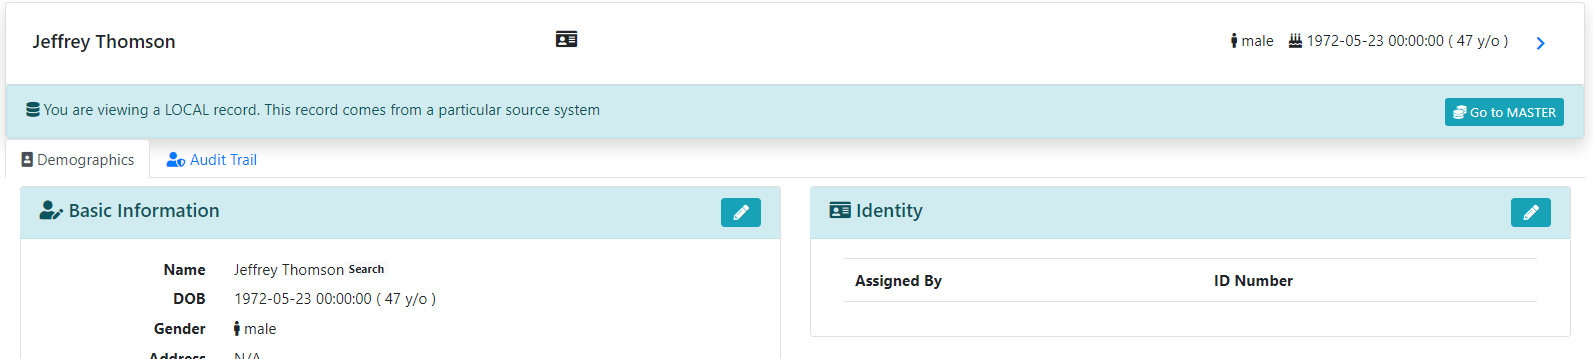 Jeffrey Thomson
male 1972-05-23 00:00:00 ( 47 y/o )
You are viewing a LOCAL record. This record comes from a particular source system
Go to MASTER
Demographics
Audit Trail
Basic Information
Name Jeffrey Thomson Search
DOB 1972-05-23 00:00:00 ( 47 y/o )
Gender male
Address N/A
Identity
Assigned By ID Number